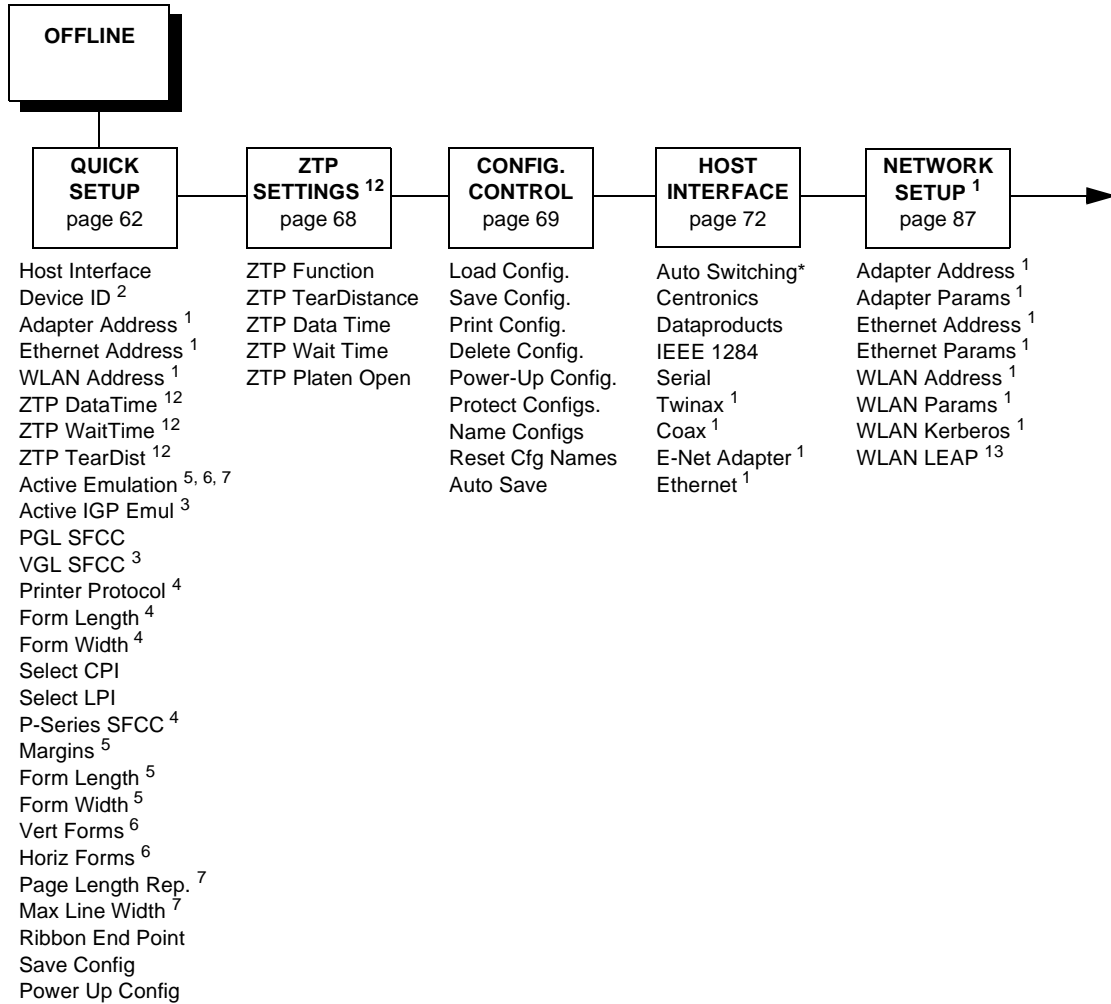 OFFLINE
QUICK
SETUP
page 62
ZTP
SETTINGS 12
page 68
CONFIG.
CONTROL
page 69
HOST
INTERFACE
page 72
NETWORK
SETUP 1
page 87
Host Interface
Device ID 2
Adapter Address 1
Ethernet Address 1
WLAN Address 1
ZTP DataTime 12
ZTP WaitTime 12
ZTP TearDist 12
Active Emulation 5, 6, 7
Active IGP Emul 3
PGL SFCC
VGL SFCC 3
Printer Protocol 4
Form Length 4
Form Width 4
Select CPI
Select LPI
P-Series SFCC 4
Margins 5
Form Length 5
Form Width 5
Vert Forms 6
Horiz Forms 6
Page Length Rep. 7
Max Line Width 7
Ribbon End Point
Save Config
Power Up Config
ZTP Function
ZTP TearDistance
ZTP Data Time
ZTP Wait Time
ZTP Platen Open
Load Config.
Save Config.
Print Config.
Delete Config.
Power-Up Config.
Protect Configs.
Name Configs
Reset Cfg Names
Auto Save
Auto Switching*
Centronics
Dataproducts
IEEE 1284
Serial
Twinax 1
Coax 1
E-Net Adapter 1
Ethernet 1
Adapter Address 1
Adapter Params 1
Ethernet Address 1
Ethernet Params 1
WLAN Address 1
WLAN Params 1
WLAN Kerberos 1
WLAN LEAP 13